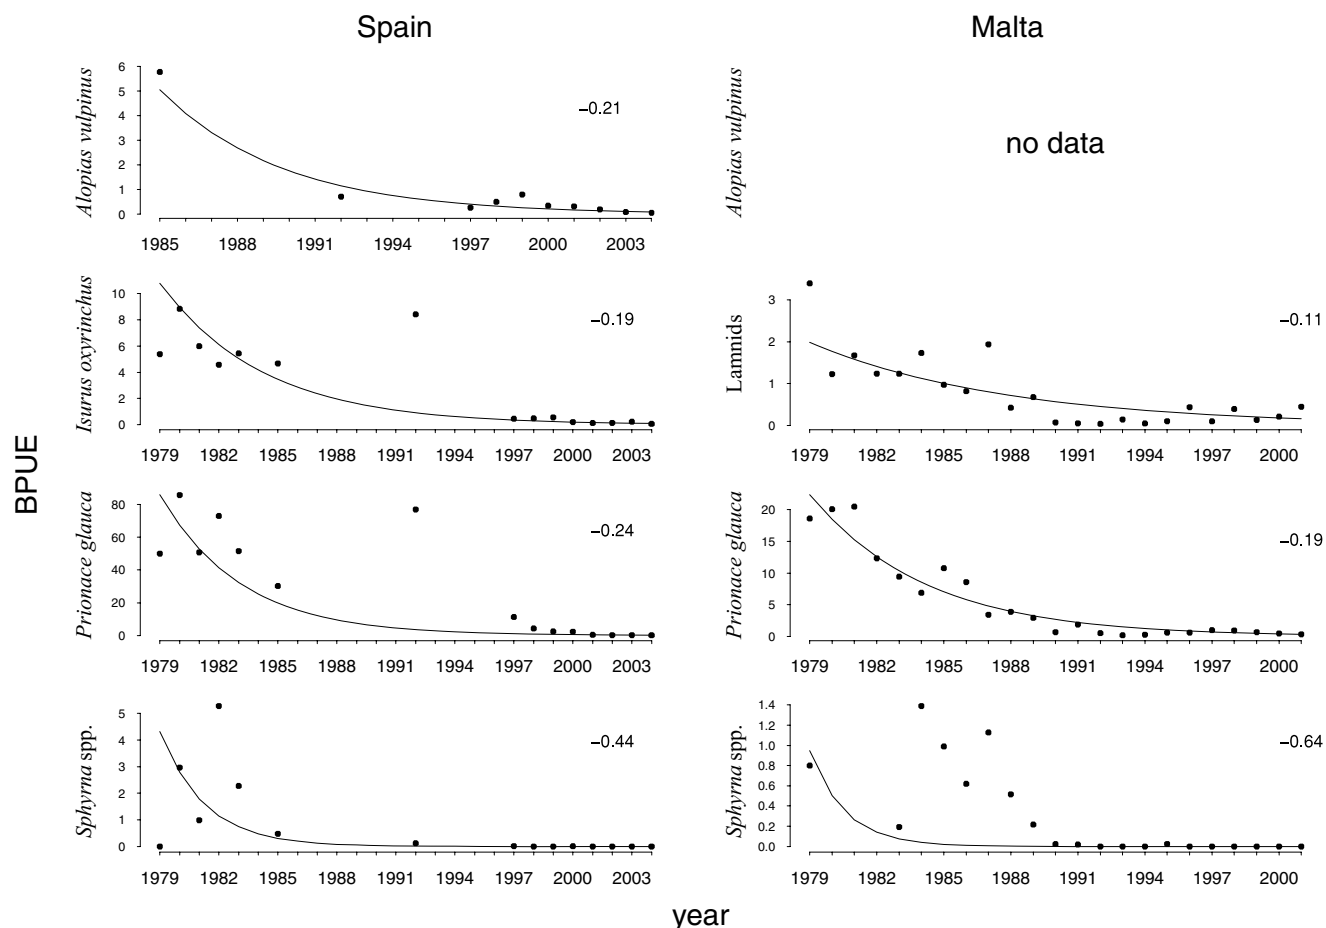 Spain
Malta
BPUE
Alopias vulpinus
6
5
4
3
2
1
0
−0.21
1985 1988 1991 1994 1997 2000 2003
Alopias vulpinus
no data
Isurus oxyrinchus
10
8
6
4
2
0
−0.19
1979 1982 1985 1988 1991 1994 1997 2000 2003
Lamnids
3
2
1
0
−0.11
1979 1982 1985 1988 1991 1994 1997 2000
Prionace glauca
80
60
40
20
0
−0.24
1979 1982 1985 1988 1991 1994 1997 2000 2003
Prionace glauca
20
15
10
5
0
−0.19
1979 1982 1985 1988 1991 1994 1997 2000
Sphyrna spp.
5
4
3
2
1
0
−0.44
1979 1982 1985 1988 1991 1994 1997 2000 2003
Sphyrna spp.
1.4
1.2
1.0
0.8
0.6
0.4
0.2
0.0
−0.64
1979 1982 1985 1988 1991 1994 1997 2000
year